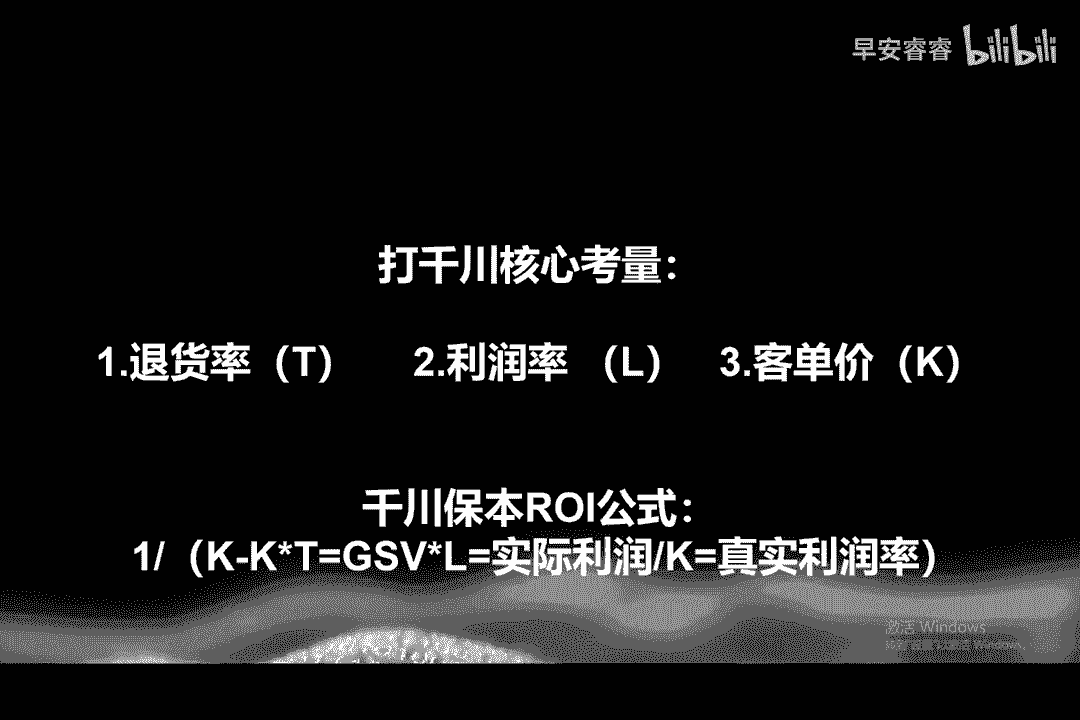 早安睿睿 bilibili
打千川核心考量：
1.退货率（T） 2.利润率 （L） 3.客单价（K）
千川保本ROI公式：
1/（K-K*T=GSV*L=实际利润/K=真实利润率）
激活 Windows